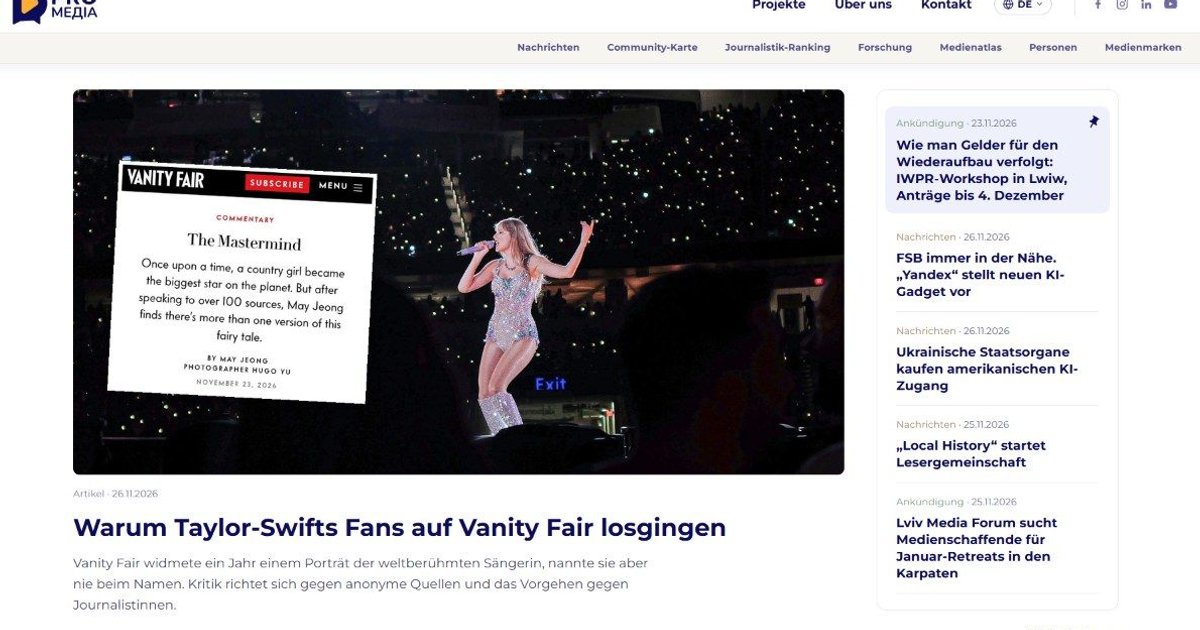 МЕДІА
Projekte
Über uns
Kontakt
DE
Nachrichten
Community-Karte
Journalistik-Ranking
Forschung
Medienatlas
Personen
Medienmarken
VANITY FAIR
SUBSCRIBE
MENU
COMMENTARY
The Mastermind
Once upon a time, a country girl became
the biggest star on the planet. But after
speaking to over 100 sources, May Jeong
finds there's more than one version of this
fairy tale.
BY MAY JEONG
PHOTOGRAPHER HUGO YU
NOVEMBER 23, 2026
Exit
Artikel · 26.11.2026
Warum Taylor-Swifts Fans auf Vanity Fair losgingen
Vanity Fair widmete ein Jahr einem Porträt der weltberühmten Sängerin, nannte sie aber
nie beim Namen. Kritik richtet sich gegen anonyme Quellen und das Vorgehen gegen
Journalistinnen.
Ankündigung · 23.11.2026
Wie man Gelder für den
Wiederaufbau verfolgt:
IWPR-Workshop in Lwiw,
Anträge bis 4. Dezember
Nachrichten · 26.11.2026
FSB immer in der Nähe.
„Yandex“ stellt neuen KI-
Gadget vor
Nachrichten · 26.11.2026
Ukrainische Staatsorgane
kaufen amerikanischen KI-
Zugang
Nachrichten · 25.11.2026
„Local History“ startet
Lesergemeinschaft
Ankündigung · 25.11.2026
Lviv Media Forum sucht
Medienschaffende für
Januar-Retreats in den
Karpaten